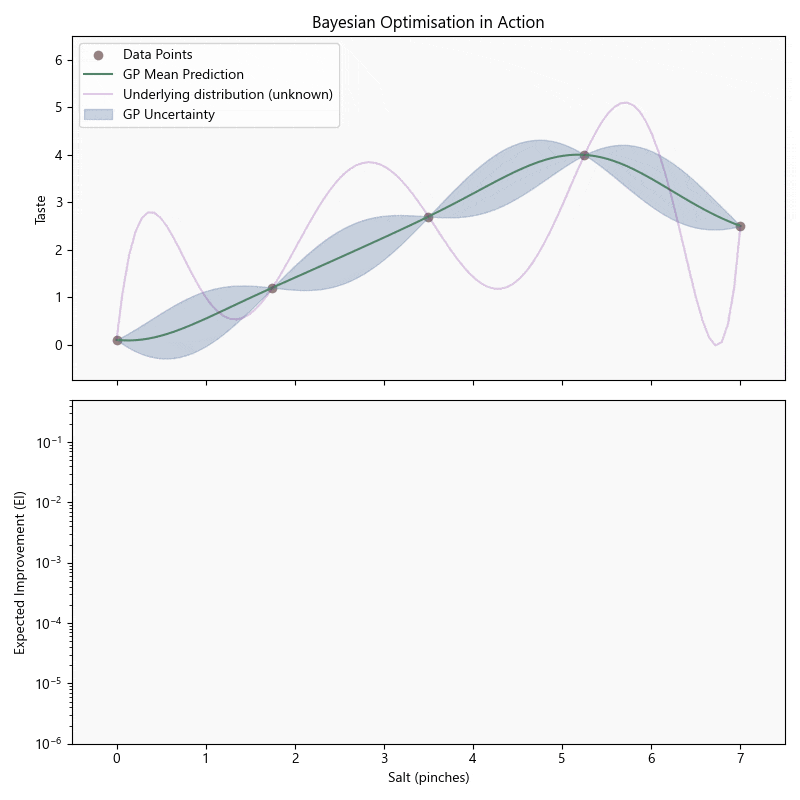 Bayesian Optimisation in Action
Data Points
GP Mean Prediction
Underlying distribution (unknown)
GP Uncertainty
6
5
4
3
2
1
0
Taste
10⁻¹
10⁻²
10⁻³
10⁻⁴
10⁻⁵
10⁻⁶
Expected Improvement (EI)
0 1 2 3 4 5 6 7
Salt (pinches)